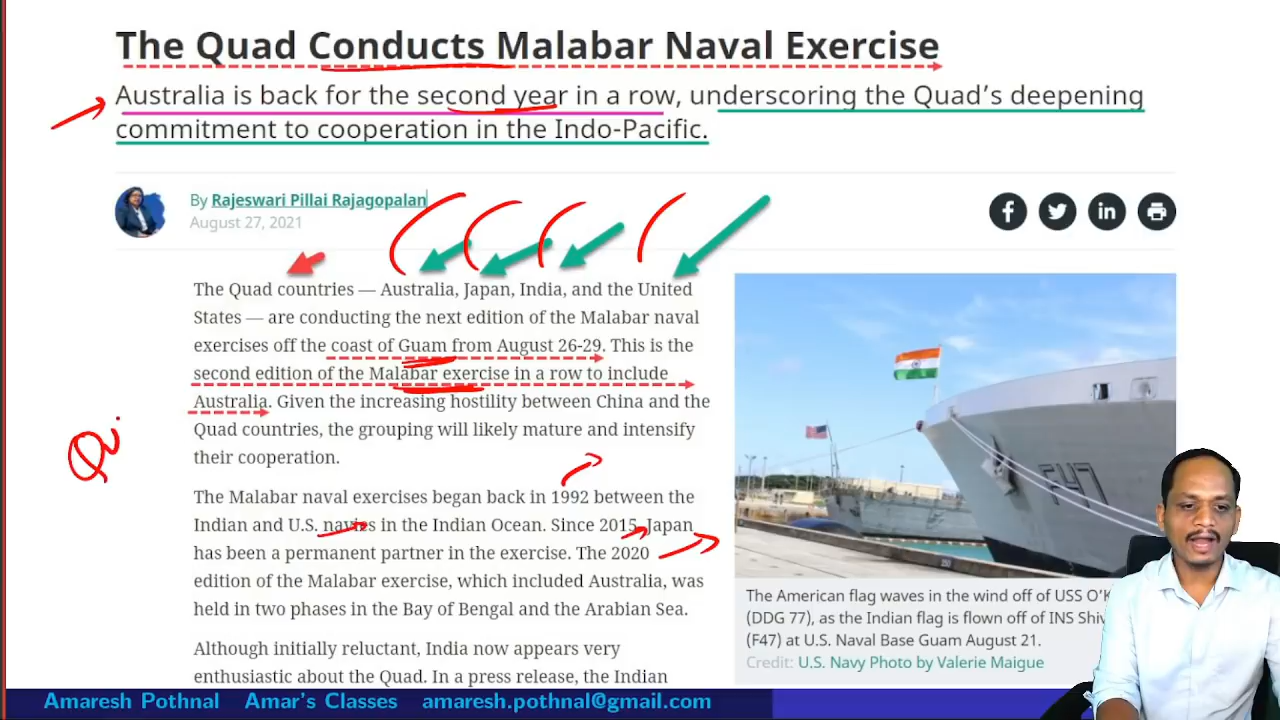 The Quad Conducts Malabar Naval Exercise
Australia is back for the second year in a row, underscoring the Quad's deepening
commitment to cooperation in the Indo-Pacific.
By Rajeswari Pillai Rajagopalan
August 27, 2021
The Quad countries — Australia, Japan, India, and the United
States — are conducting the next edition of the Malabar naval
exercises off the coast of Guam from August 26-29. This is the
second edition of the Malabar exercise in a row to include
Australia. Given the increasing hostility between China and the
Quad countries, the grouping will likely mature and intensify
their cooperation.
The Malabar naval exercises began back in 1992 between the
Indian and U.S. navies in the Indian Ocean. Since 2015, Japan
has been a permanent partner in the exercise. The 2020
edition of the Malabar exercise, which included Australia, was
held in two phases in the Bay of Bengal and the Arabian Sea.
Although initially reluctant, India now appears very
enthusiastic about the Quad. In a press release, the Indian
F47
The American flag waves in the wind off of USS O'K
(DDG 77), as the Indian flag is flown off of INS Shiv
(F47) at U.S. Naval Base Guam August 21.
Credit: U.S. Navy Photo by Valerie Maigue
Amaresh Pothnal Amar's Classes amaresh.pothnal@gmail.com